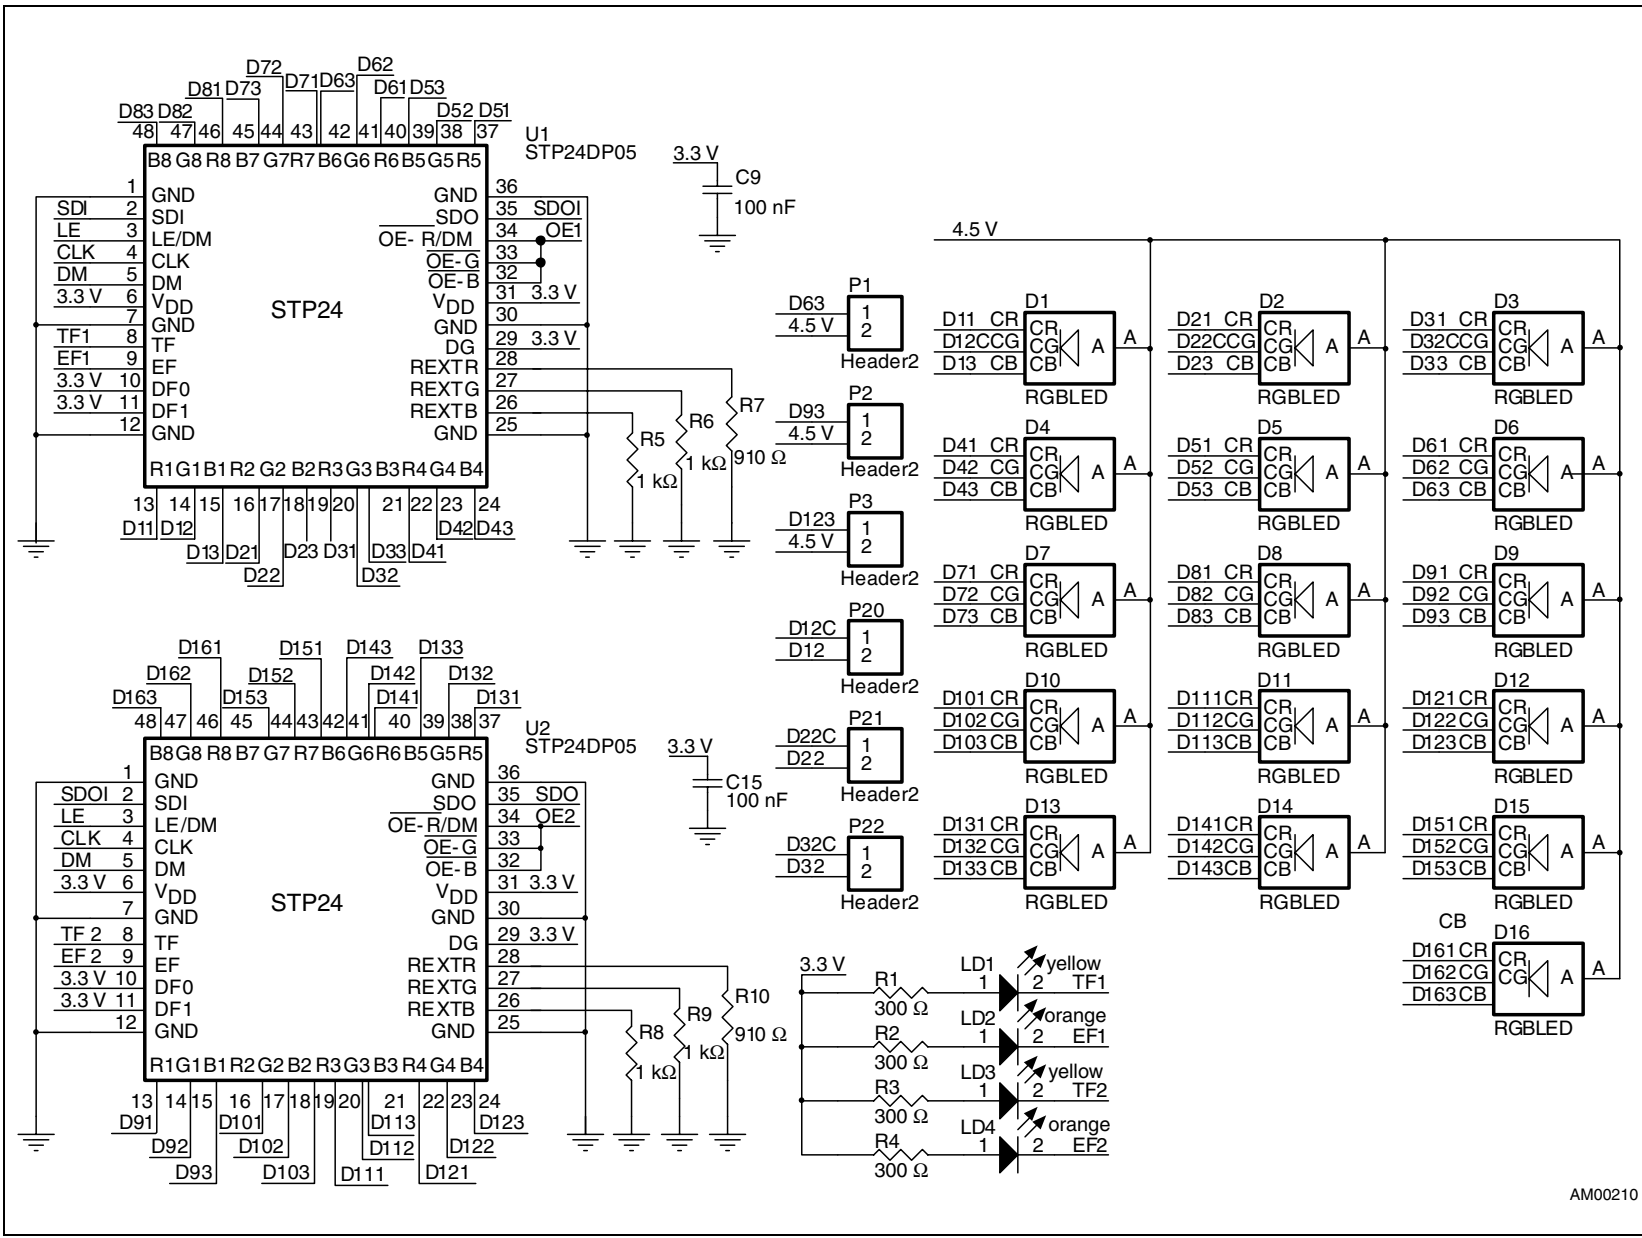 D72 D62
D81 D73 D71 D63 D61 D53
D83 D82 D52 D51
48 47 46 45 44 43 42 41 40 39 38 37
U1
STP24DP05
B8 G8 R8 B7 G7 R7 B6 G6 R6 B5 G5 R5
1 GND GND 36
SDI 2 SDI SDO 35 SDOI
LE 3 LE/DM OE- R/DM 34 OE1
CLK 4 CLK OE-G 33
DM 5 DM OE-B 32
3.3 V 6 VDD VDD 31 3.3 V
STP24
7 GND GND 30
TF1 8 TF DG 29 3.3 V
EF1 9 EF REXTR 28
3.3 V 10 DF0 REXTG 27
3.3 V 11 DF1 REXTB 26
12 GND GND 25
R1 G1 B1 R2 G2 B2 R3 G3 B3 R4 G4 B4
13 14 15 16 17 18 19 20 21 22 23 24
D11 D12 D42 D43
D13 D21 D23 D31 D33 D41
D22 D32
R5
1 kΩ
R6
1 kΩ
R7
910 Ω
3.3 V
C9
100 nF
D161 D151 D143 D133
D162 D152 D142 D132
D163 D153 D141 D131
48 47 46 45 44 43 42 41 40 39 38 37
U2
STP24DP05
B8 G8 R8 B7 G7 R7 B6 G6 R6 B5 G5 R5
1 GND GND 36
SDOI 2 SDI SDO 35 SDO
LE 3 LE/DM OE- R/DM 34 OE2
CLK 4 CLK OE-G 33
DM 5 DM OE-B 32
3.3 V 6 VDD VDD 31 3.3 V
STP24
7 GND GND 30
TF 2 8 TF DG 29 3.3 V
EF 2 9 EF REXTR 28
3.3 V 10 DF0 REXTG 27
3.3 V 11 DF1 REXTB 26
12 GND GND 25
R1 G1 B1 R2 G2 B2 R3 G3 B3 R4 G4 B4
13 14 15 16 17 18 19 20 21 22 23 24
D91 D101 D113 D123
D92 D102 D112 D122
D93 D103 D111 D121
R8
1 kΩ
R9
1 kΩ
R10
910 Ω
3.3 V
C15
100 nF
P1
D63 1
4.5 V 2
Header2
P2
D93 1
4.5 V 2
Header2
P3
D123 1
4.5 V 2
Header2
P20
D12C 1
D12 2
Header2
P21
D22C 1
D22 2
Header2
P22
D32C 1
D32 2
Header2
4.5 V
D1 D2 D3
D11 CR CR D21 CR CR D31 CR CR
D12CCG CG A A D22CCG CG A A D32CCG CG A A
D13 CB CB D23 CB CB D33 CB CB
RGBLED RGBLED RGBLED
D4 D5 D6
D41 CR CR D51 CR CR D61 CR CR
D42 CG CG A A D52 CG CG A A D62 CG CG A A
D43 CB CB D53 CB CB D63 CB CB
RGBLED RGBLED RGBLED
D7 D8 D9
D71 CR CR D81 CR CR D91 CR CR
D72 CG CG A A D82 CG CG A A D92 CG CG A A
D73 CB CB D83 CB CB D93 CB CB
RGBLED RGBLED RGBLED
D10 D11 D12
D101 CR CR D111CR CR D121CR CR
D102 CG CG A A D112CG CG A A D122CG CG A A
D103 CB CB D113CB CB D123CB CB
RGBLED RGBLED RGBLED
D13 D14 D15
D131 CR CR D141CR CR D151CR CR
D132 CG CG A A D142CG CG A A D152CG CG A A
D133 CB CB D143CB CB D153CB CB
RGBLED RGBLED RGBLED
CB
D16
D161CR CR
D162CG CG A A
D163CB
RGBLED
3.3 V
R1 LD1 yellow
300 Ω 1 2 TF1
R2 LD2 orange
300 Ω 1 2 EF1
R3 LD3 yellow
300 Ω 1 2 TF2
R4 LD4 orange
300 Ω 1 2 EF2
AM00210